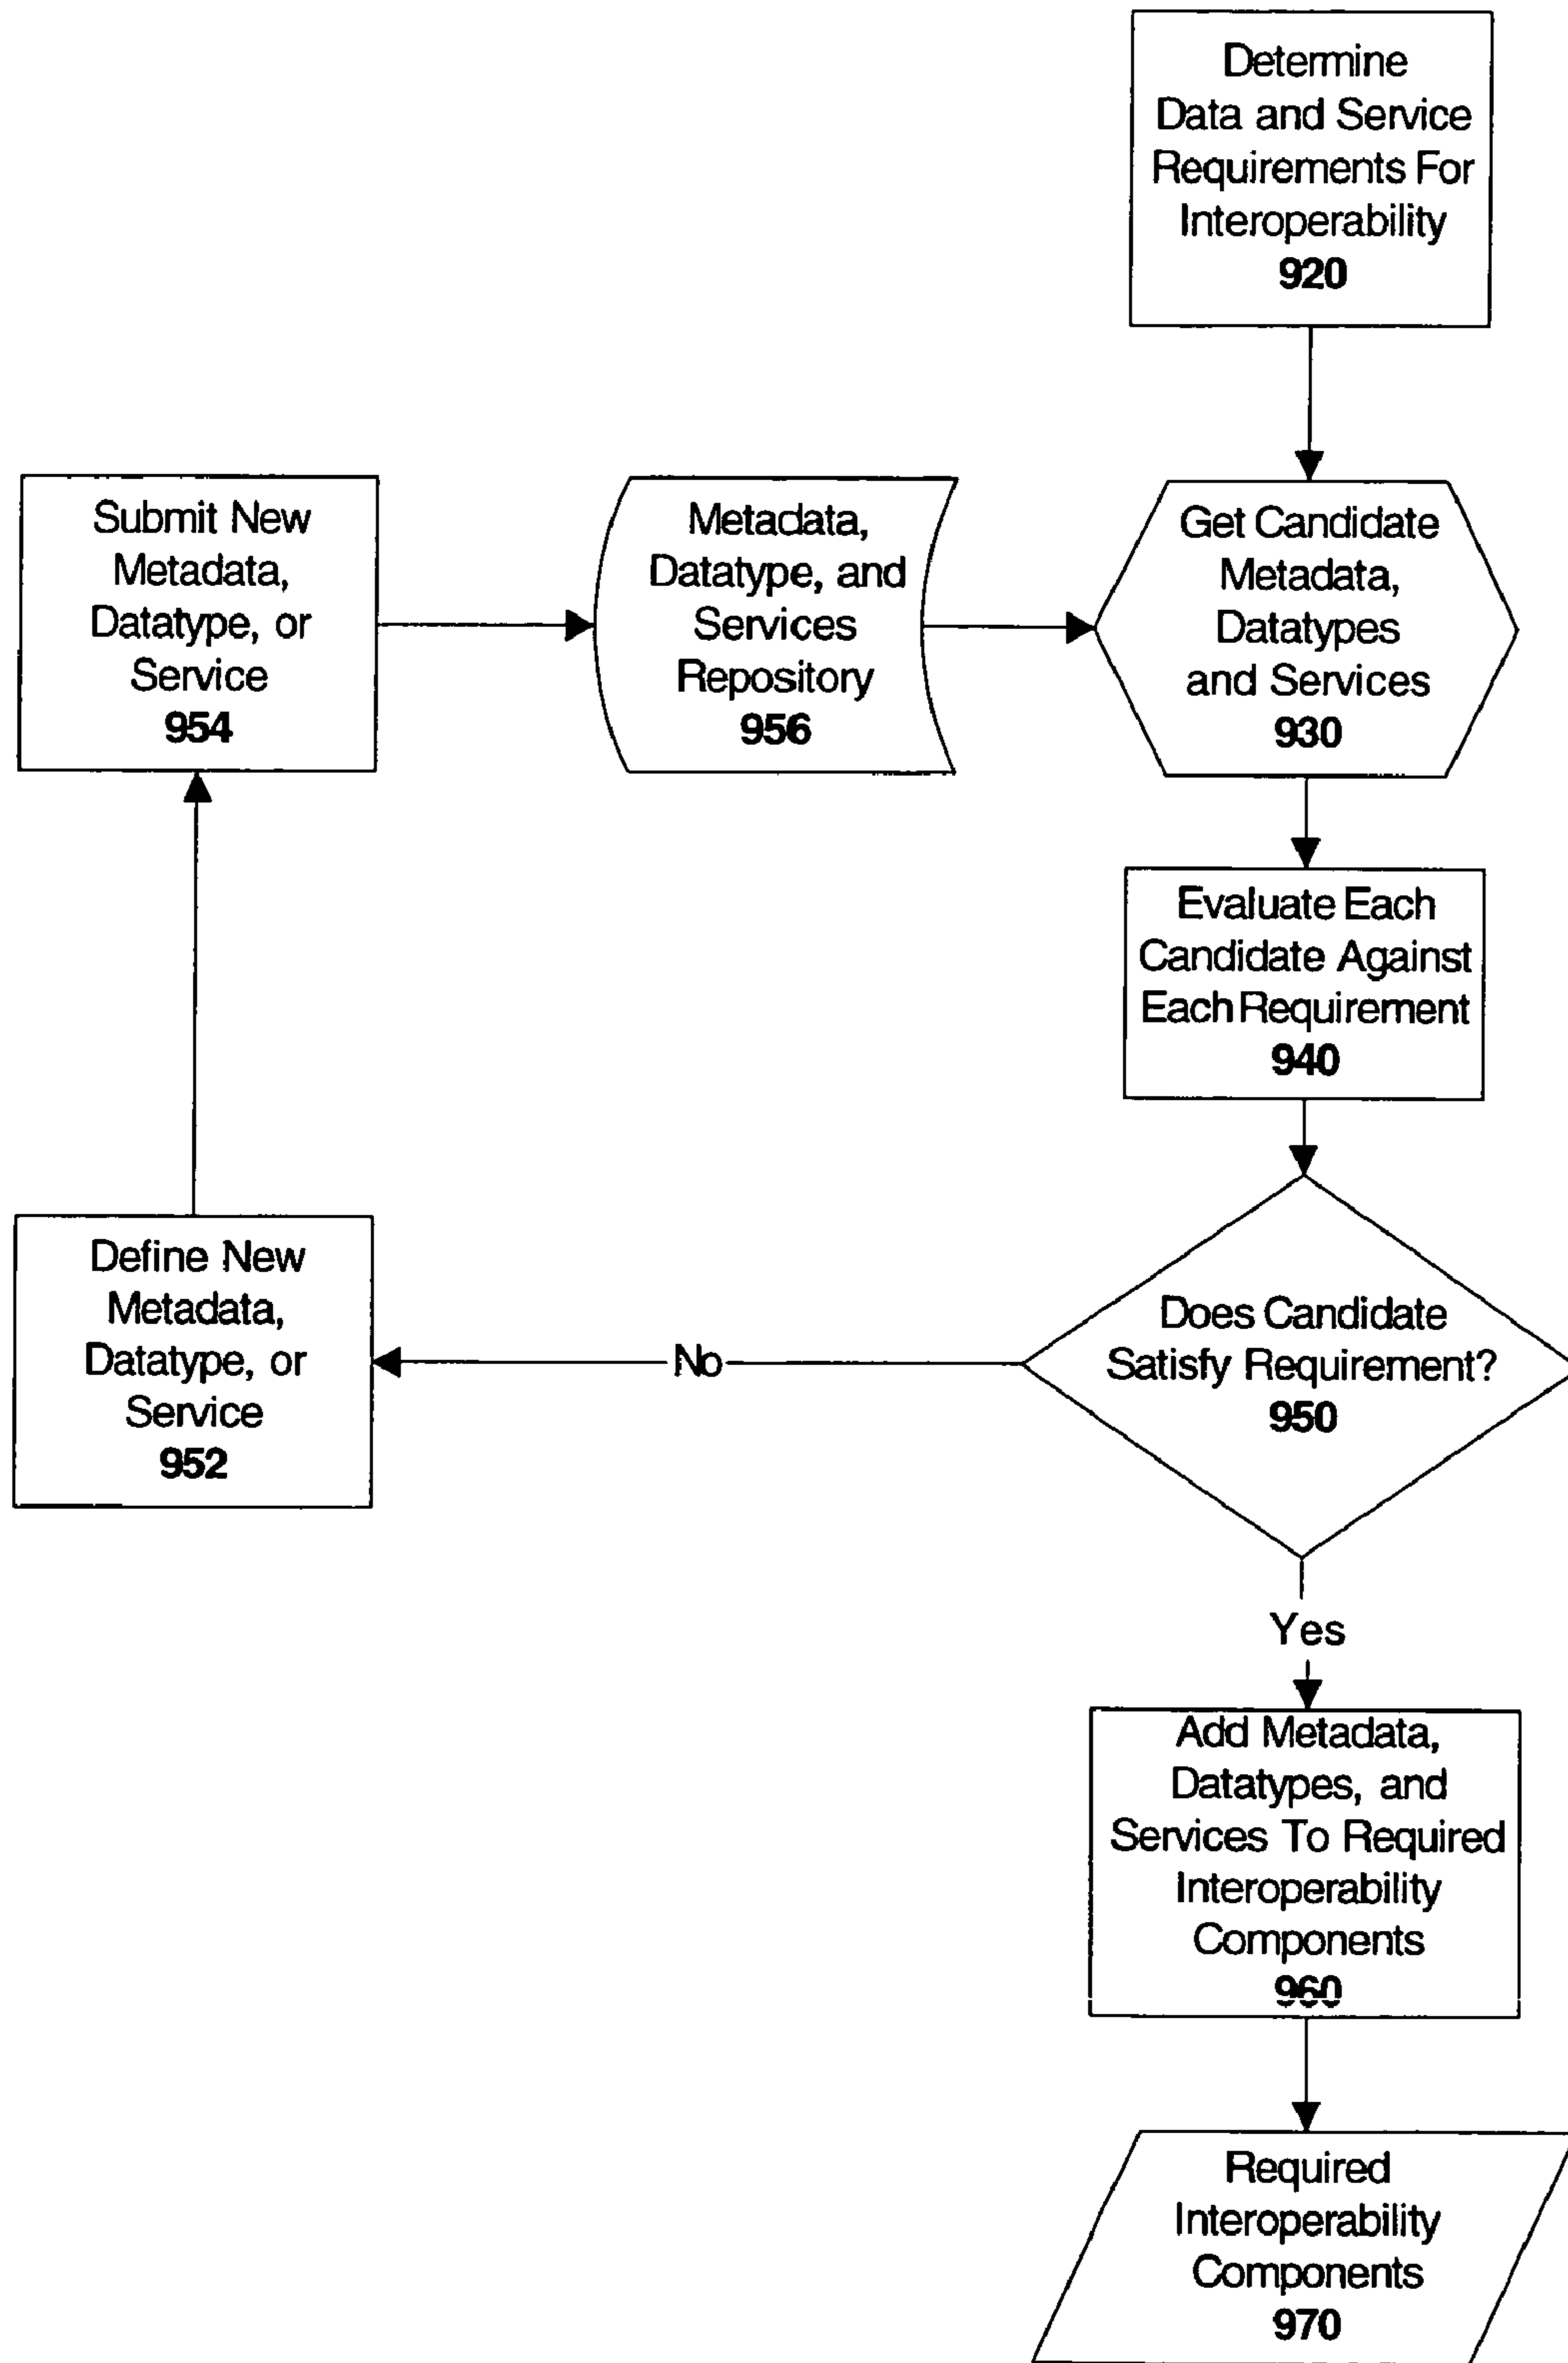 Determine
Data and Service
Requirements For
Interoperability
920
Submit New
Metadata,
Datatype, or
Service
954
Metadata,
Datatype, and
Services
Repository
956
Get Candidate
Metadata,
Datatypes
and Services
930
Evaluate Each
Candidate Against
Each Requirement
940
Define New
Metadata,
Datatype, or
Service
952
No
Does Candidate
Satisfy Requirement?
950
Yes
Add Metadata,
Datatypes, and
Services To Required
Interoperability
Components
960
Required
Interoperability
Components
970